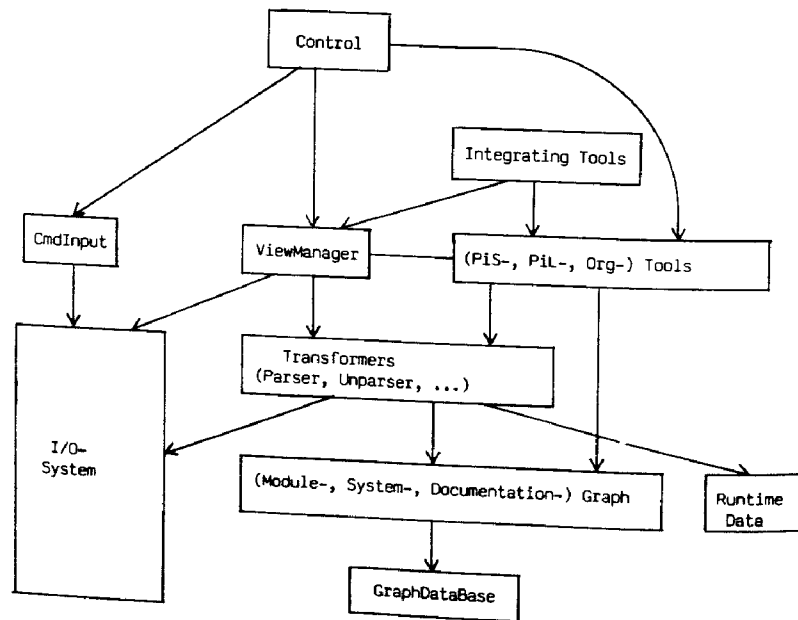 Control
Integrating Tools
CmdInput
ViewManager
(PiS-, PiL-, Org-) Tools
Transformers
(Parser, Unparser, ...)
I/O-
System
(Module-, System-, Documentation-) Graph
Runtime
Data
GraphDataBase